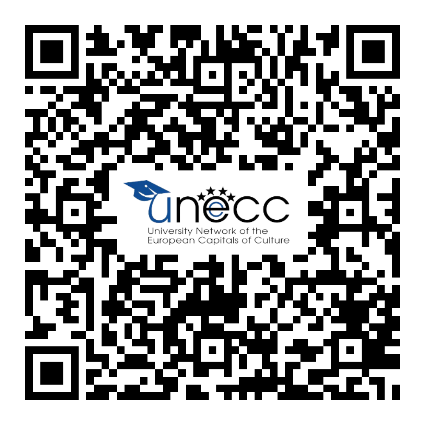 unecc
University Network of the
European Capitals of Culture